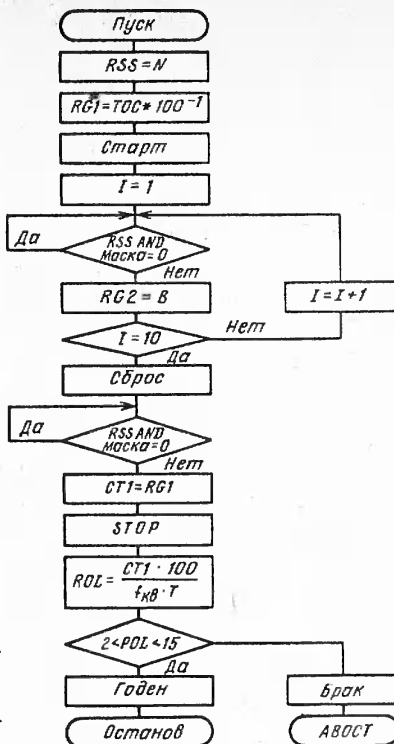 Пуск
RSS = N
RG1 = TOC * 100⁻¹
Старт
I = 1
Да
RSS AND
маска = 0
Нет
RG2 = B
I = I + 1
I = 10
Нет
Да
Сброс
Да
RSS AND
маска = 0
Нет
CT1 = RG1
STOP
ROL = CT1 · 100 / fкв · T
2 < POL < 15
Да
Годен
Брак
Останов
АВОСТ